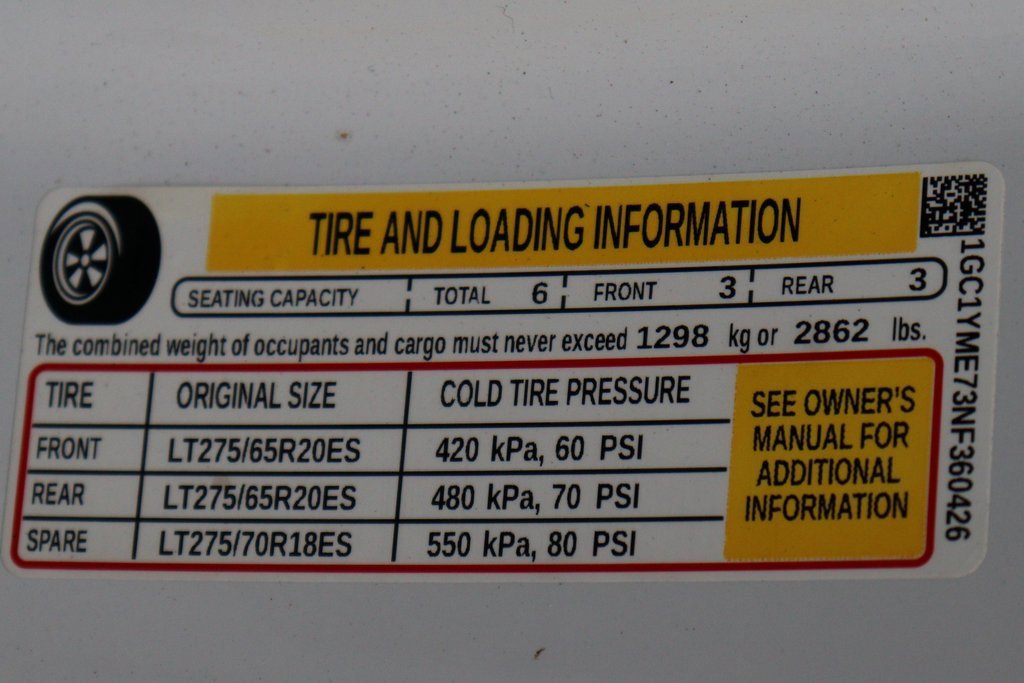 TIRE AND LOADING INFORMATION
SEATING CAPACITY TOTAL 6 FRONT 3 REAR 3
The combined weight of occupants and cargo must never exceed 1298 kg or 2862 lbs.
TIRE ORIGINAL SIZE COLD TIRE PRESSURE
FRONT LT275/65R20ES 420 kPa, 60 PSI
REAR LT275/65R20ES 480 kPa, 70 PSI
SPARE LT275/70R18ES 550 kPa, 80 PSI
SEE OWNER'S
MANUAL FOR
ADDITIONAL
INFORMATION
1GC1YME73NF360426